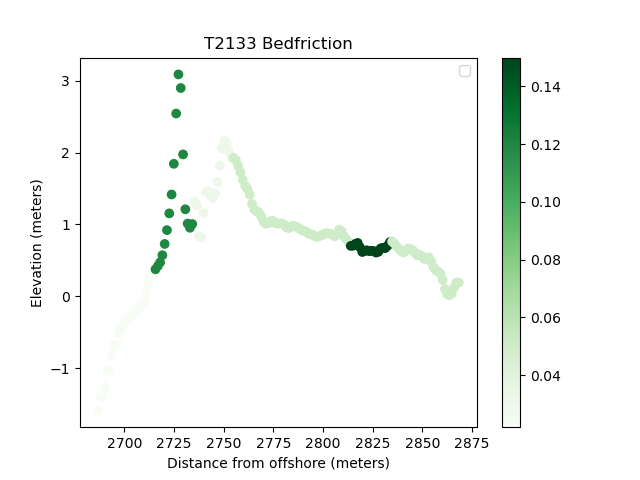 T2133 Bedfriction
3
2
1
0
−1
Elevation (meters)
2700 2725 2750 2775 2800 2825 2850 2875
Distance from offshore (meters)
0.14
0.12
0.10
0.08
0.06
0.04